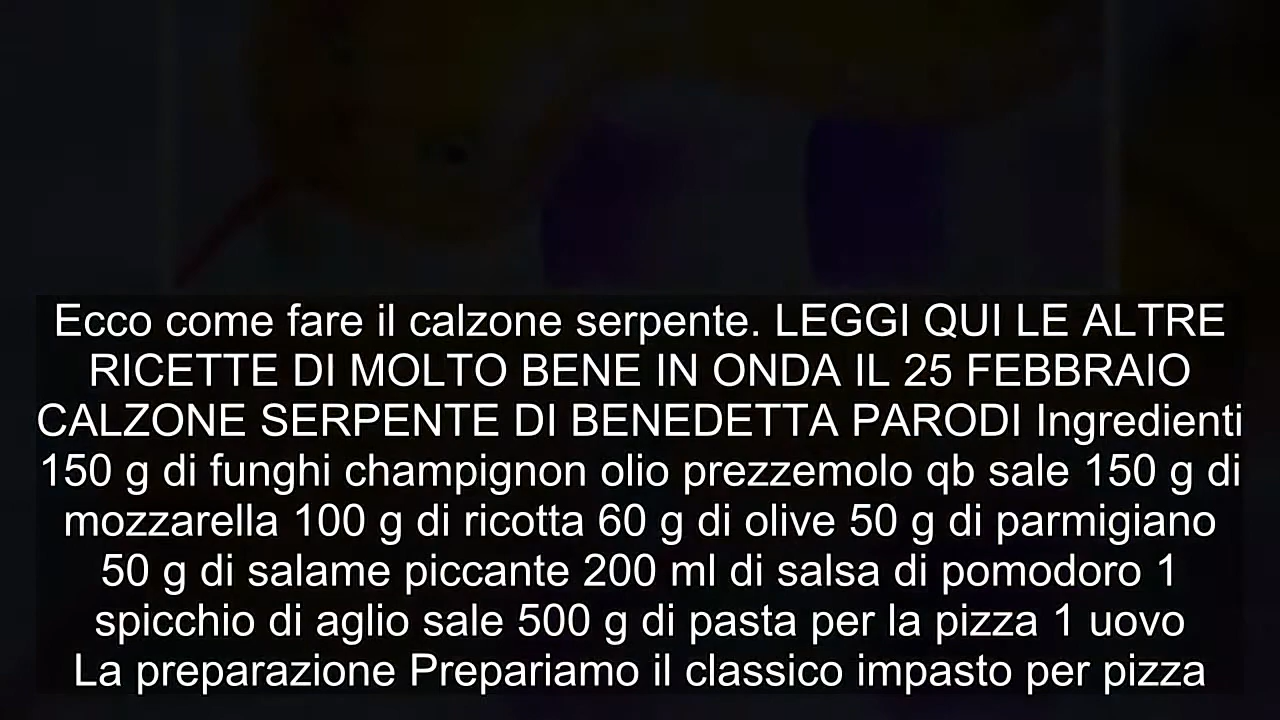 Ecco come fare il calzone serpente. LEGGI QUI LE ALTRE
RICETTE DI MOLTO BENE IN ONDA IL 25 FEBBRAIO
CALZONE SERPENTE DI BENEDETTA PARODI Ingredienti
150 g di funghi champignon olio prezzemolo qb sale 150 g di
mozzarella 100 g di ricotta 60 g di olive 50 g di parmigiano
50 g di salame piccante 200 ml di salsa di pomodoro 1
spicchio di aglio sale 500 g di pasta per la pizza 1 uovo
La preparazione Prepariamo il classico impasto per pizza